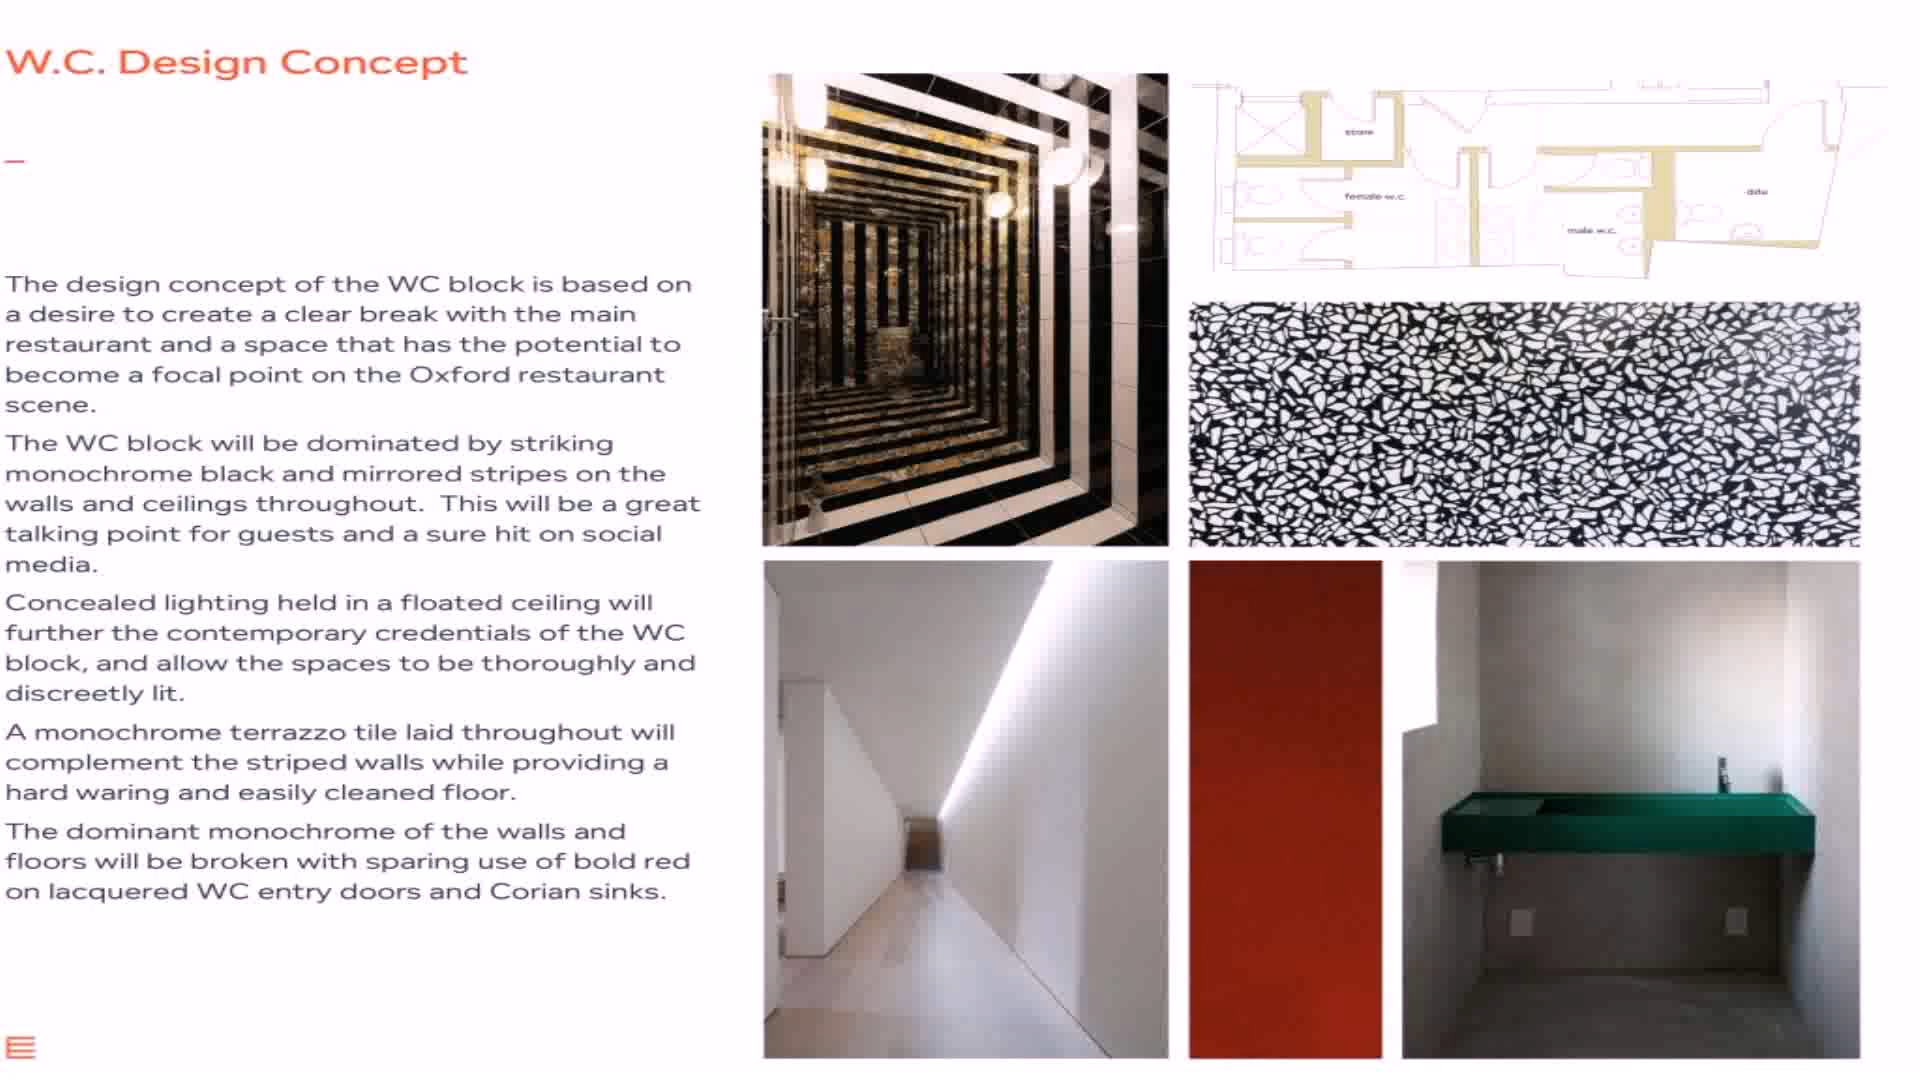 W.C. Design Concept
The design concept of the WC block is based on
a desire to create a clear break with the main
restaurant and a space that has the potential to
become a focal point on the Oxford restaurant
scene.
The WC block will be dominated by striking
monochrome black and mirrored stripes on the
walls and ceilings throughout.  This will be a great
talking point for guests and a sure hit on social
media.
Concealed lighting held in a floated ceiling will
further the contemporary credentials of the WC
block, and allow the spaces to be thoroughly and
discreetly lit.
A monochrome terrazzo tile laid throughout will
complement the striped walls while providing a
hard waring and easily cleaned floor.
The dominant monochrome of the walls and
floors will be broken with sparing use of bold red
on lacquered WC entry doors and Corian sinks.
store
female w.c.
male w.c.